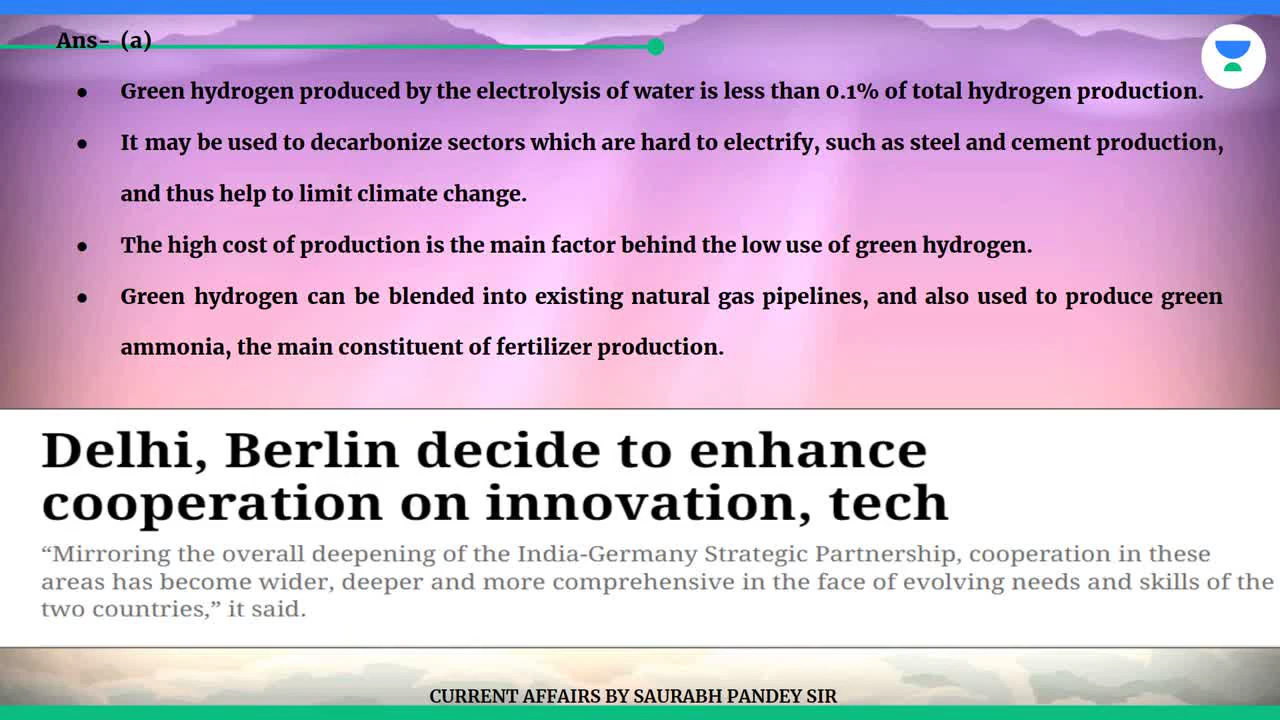 Ans- (a)
● Green hydrogen produced by the electrolysis of water is less than 0.1% of total hydrogen production.
● It may be used to decarbonize sectors which are hard to electrify, such as steel and cement production,
and thus help to limit climate change.
● The high cost of production is the main factor behind the low use of green hydrogen.
● Green hydrogen can be blended into existing natural gas pipelines, and also used to produce green
ammonia, the main constituent of fertilizer production.
Delhi, Berlin decide to enhance
cooperation on innovation, tech
“Mirroring the overall deepening of the India-Germany Strategic Partnership, cooperation in these
areas has become wider, deeper and more comprehensive in the face of evolving needs and skills of the
two countries,” it said.
CURRENT AFFAIRS BY SAURABH PANDEY SIR